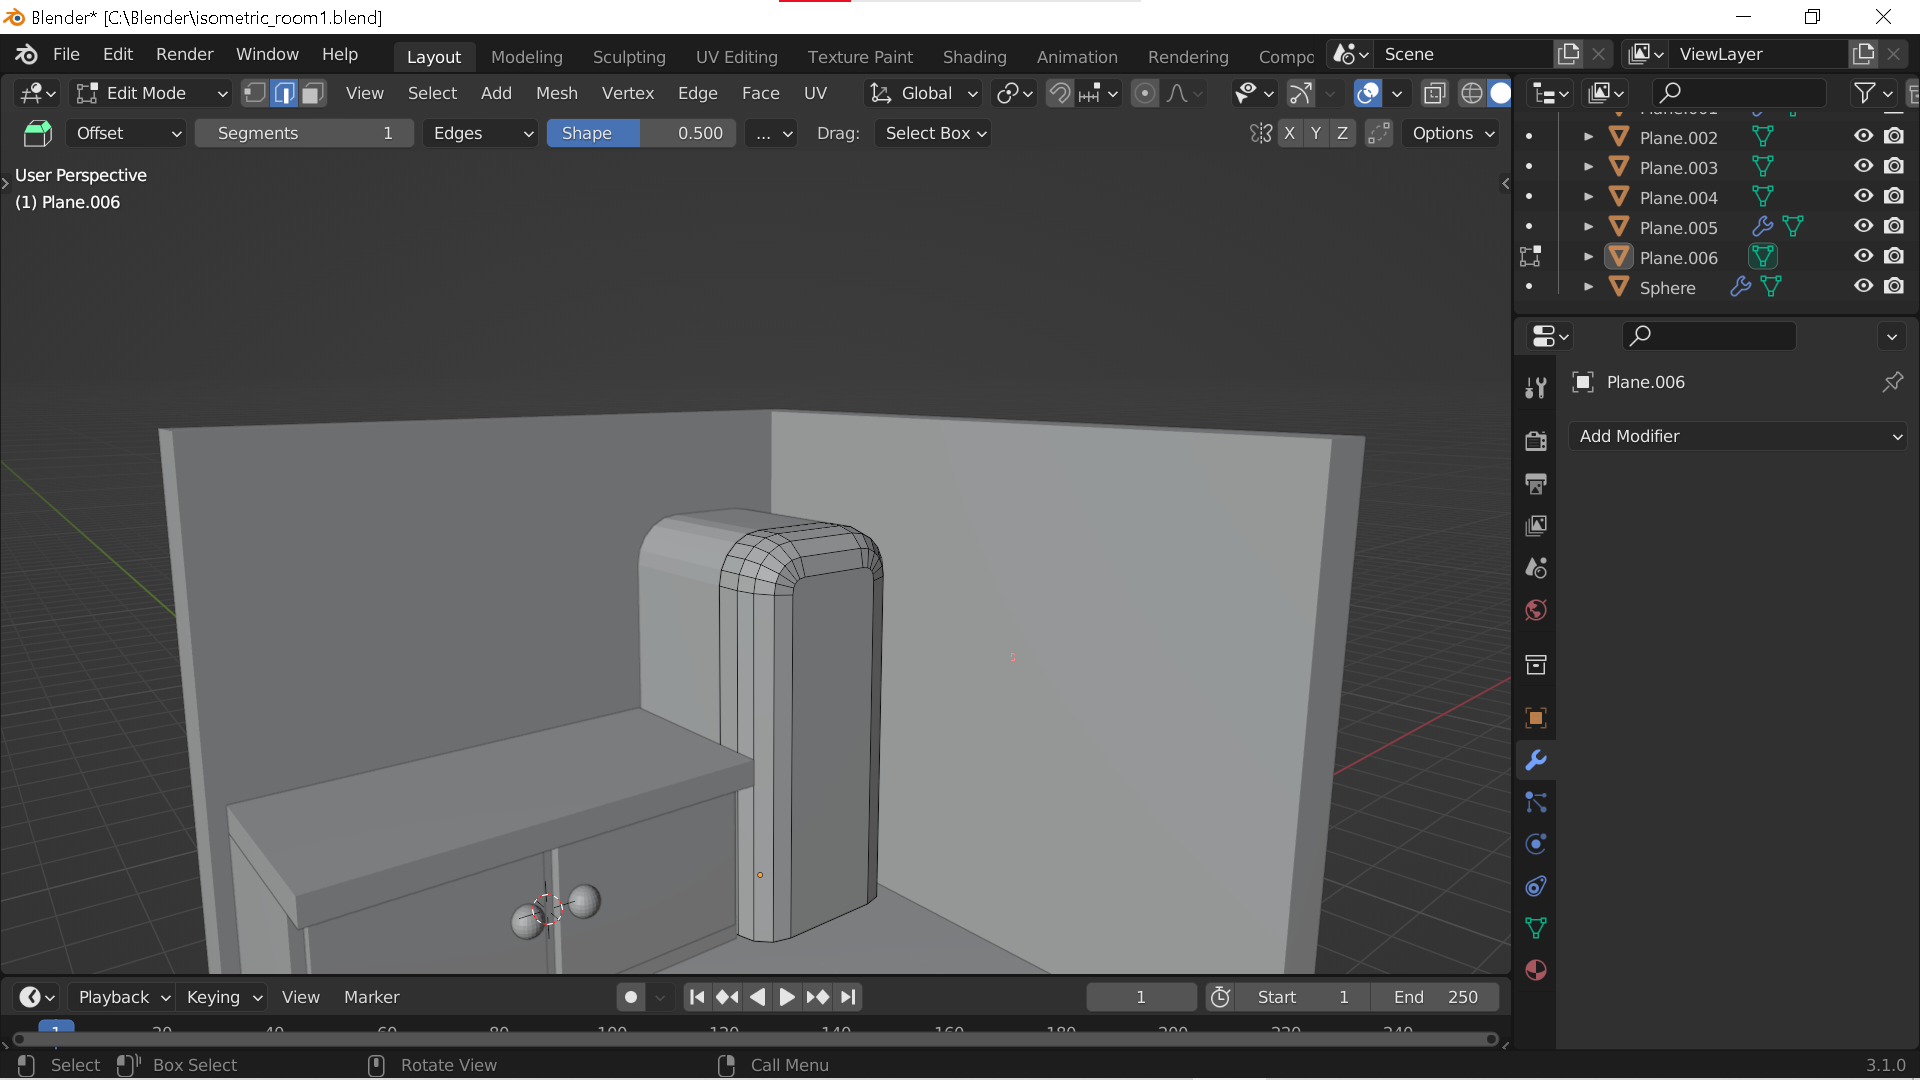 Blender* [C:\Blender\isometric_room1.blend]
File Edit Render Window Help Layout Modeling Sculpting UV Editing Texture Paint Shading Animation Rendering Compo Scene ViewLayer
Edit Mode View Select Add Mesh Vertex Edge Face UV Global
Offset Segments 1 Edges Shape 0.500 ... Drag: Select Box X Y Z Options
User Perspective
(1) Plane.006
Plane.002
Plane.003
Plane.004
Plane.005
Plane.006
Sphere
Plane.006
Add Modifier
Playback Keying View Marker 1 Start 1 End 250
1 20 40 60 80 100 120 140 160 180 200 220 240
Select Box Select Rotate View Call Menu 3.1.0